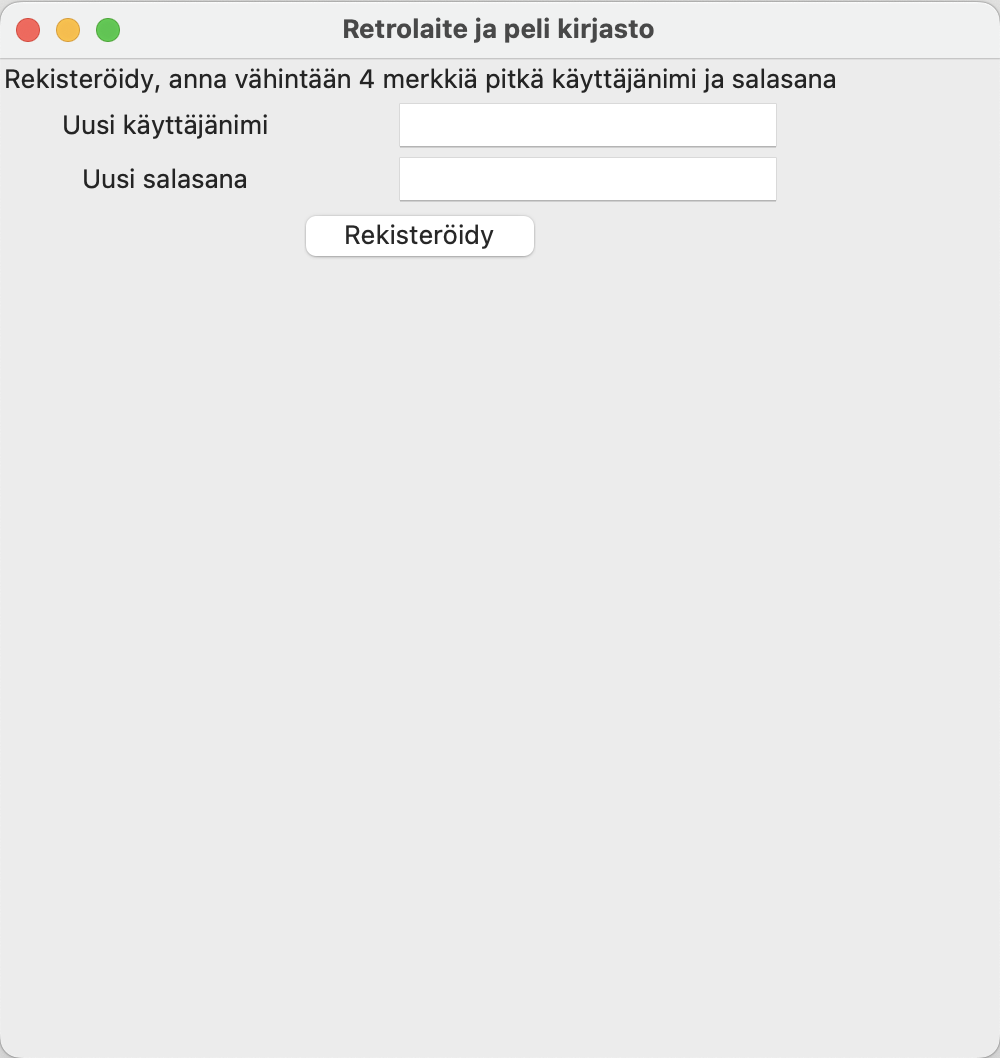 Retrolaite ja peli kirjasto
Rekisteröidy, anna vähintään 4 merkkiä pitkä käyttäjänimi ja salasana
Uusi käyttäjänimi
Uusi salasana
Rekisteröidy